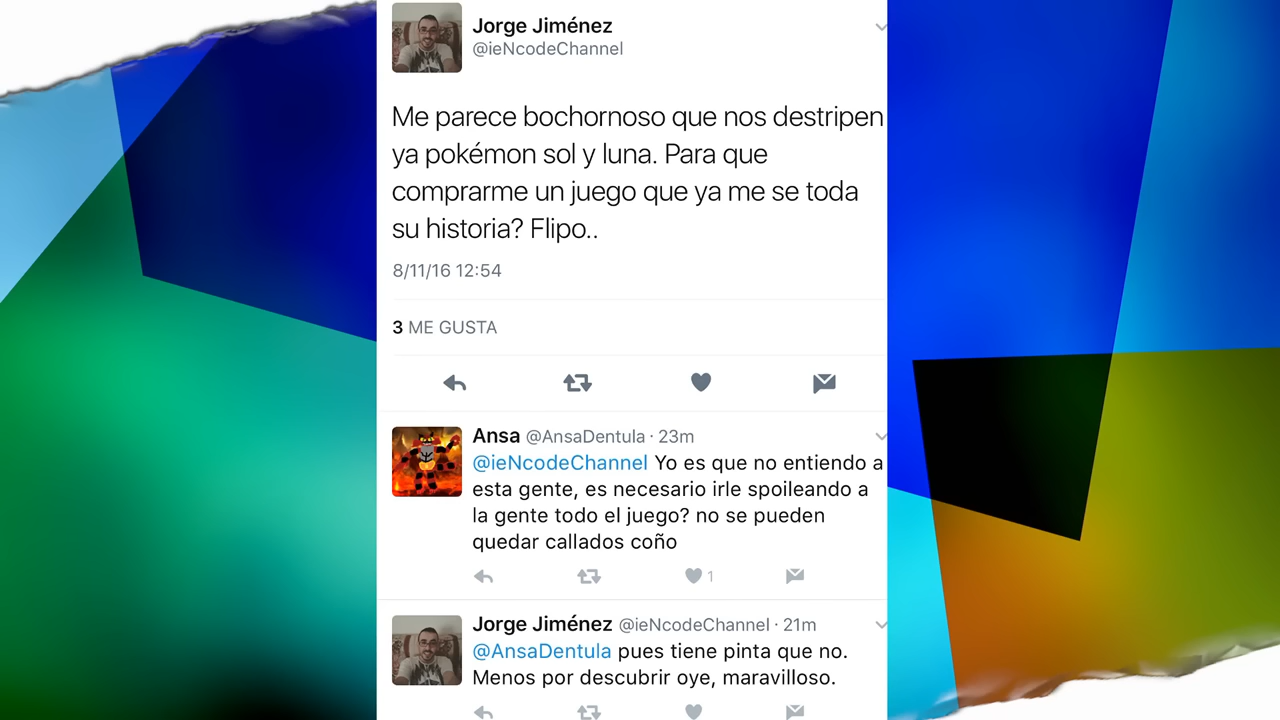 Jorge Jiménez
@ieNcodeChannel
Me parece bochornoso que nos destripen
ya pokémon sol y luna. Para que
comprarme un juego que ya me se toda
su historia? Flipo..
8/11/16 12:54
3 ME GUSTA
Ansa @AnsaDentula · 23m
@ieNcodeChannel Yo es que no entiendo a
esta gente, es necesario irle spoileando a
la gente todo el juego? no se pueden
quedar callados coño
1
Jorge Jiménez @ieNcodeChannel · 21m
@AnsaDentula pues tiene pinta que no.
Menos por descubrir oye, maravilloso.